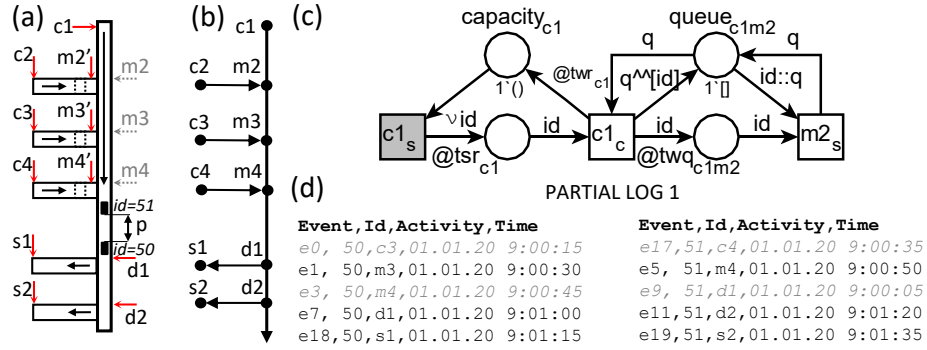 (a)
c1
c2 m2' m2
c3 m3' m3
c4 m4' m4
id=51
p
id=50
s1
d1
s2
d2
(b)
c1
c2 m2
c3 m3
c4 m4
s1 d1
s2 d2
(c)
capacity c1
queue c1m2
q
q
@twr c1
q^^[id]
id::q
1`()
1`[]
c1s
νid
id
c1c
id
id
m2s
@tsr c1
@twq c1m2
(d)
PARTIAL LOG 1
Event,Id,Activity,Time
e0, 50,c3,01.01.20 9:00:15
e1, 50,m3,01.01.20 9:00:30
e3, 50,m4,01.01.20 9:00:45
e7, 50,d1,01.01.20 9:01:00
e18,50,s1,01.01.20 9:01:15
Event,Id,Activity,Time
e17,51,c4,01.01.20 9:00:35
e5, 51,m4,01.01.20 9:00:50
e9, 51,d1,01.01.20 9:00:05
e11,51,d2,01.01.20 9:01:20
e19,51,s2,01.01.20 9:01:35